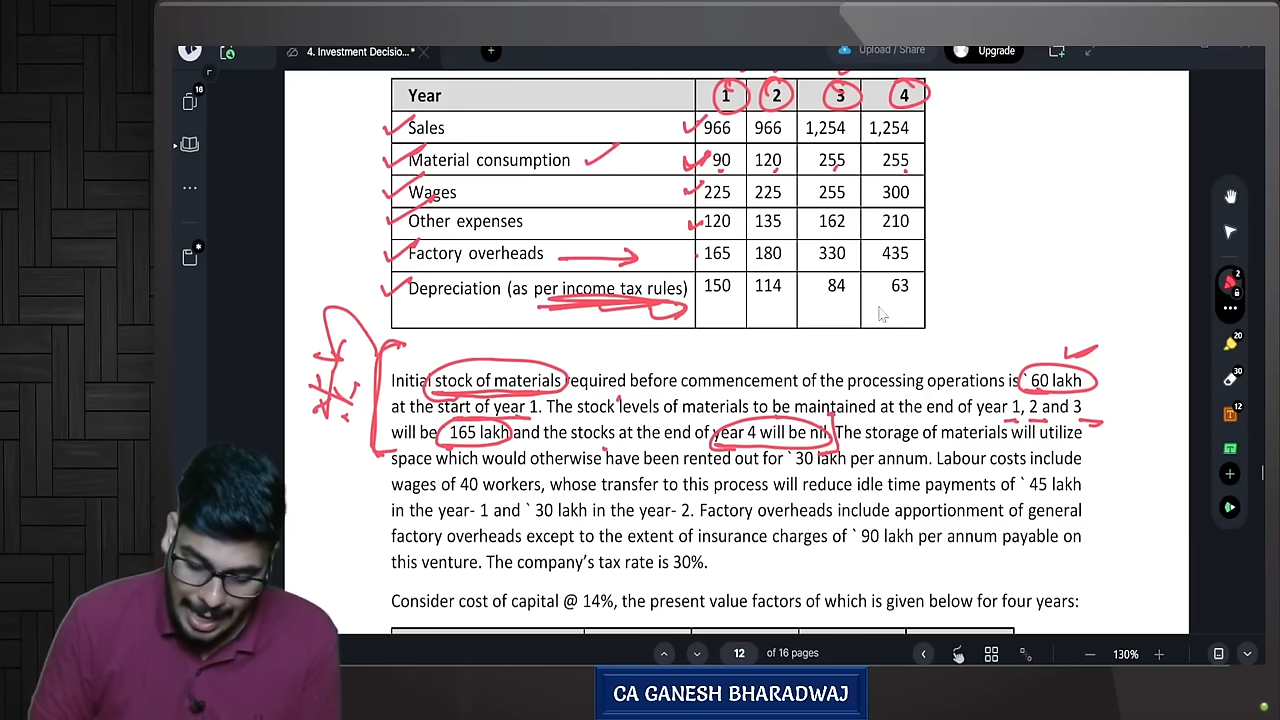 4. Investment Decisio...*
Upload / Share
Upgrade
16
Year 1 2 3 4
Sales 966 966 1,254 1,254
Material consumption 90 120 255 255
Wages 225 225 255 300
Other expenses 120 135 162 210
Factory overheads 165 180 330 435
Depreciation (as per income tax rules) 150 114 84 63
Initial stock of materials required before commencement of the processing operations is ` 60 lakh
at the start of year 1. The stock levels of materials to be maintained at the end of year 1, 2 and 3
will be 165 lakh and the stocks at the end of year 4 will be nil. The storage of materials will utilize
space which would otherwise have been rented out for ` 30 lakh per annum. Labour costs include
wages of 40 workers, whose transfer to this process will reduce idle time payments of ` 45 lakh
in the year- 1 and ` 30 lakh in the year- 2. Factory overheads include apportionment of general
factory overheads except to the extent of insurance charges of ` 90 lakh per annum payable on
this venture. The company's tax rate is 30%.
Consider cost of capital @ 14%, the present value factors of which is given below for four years:
2
20
30
12
12 of 16 pages
130%
CA GANESH BHARADWAJ